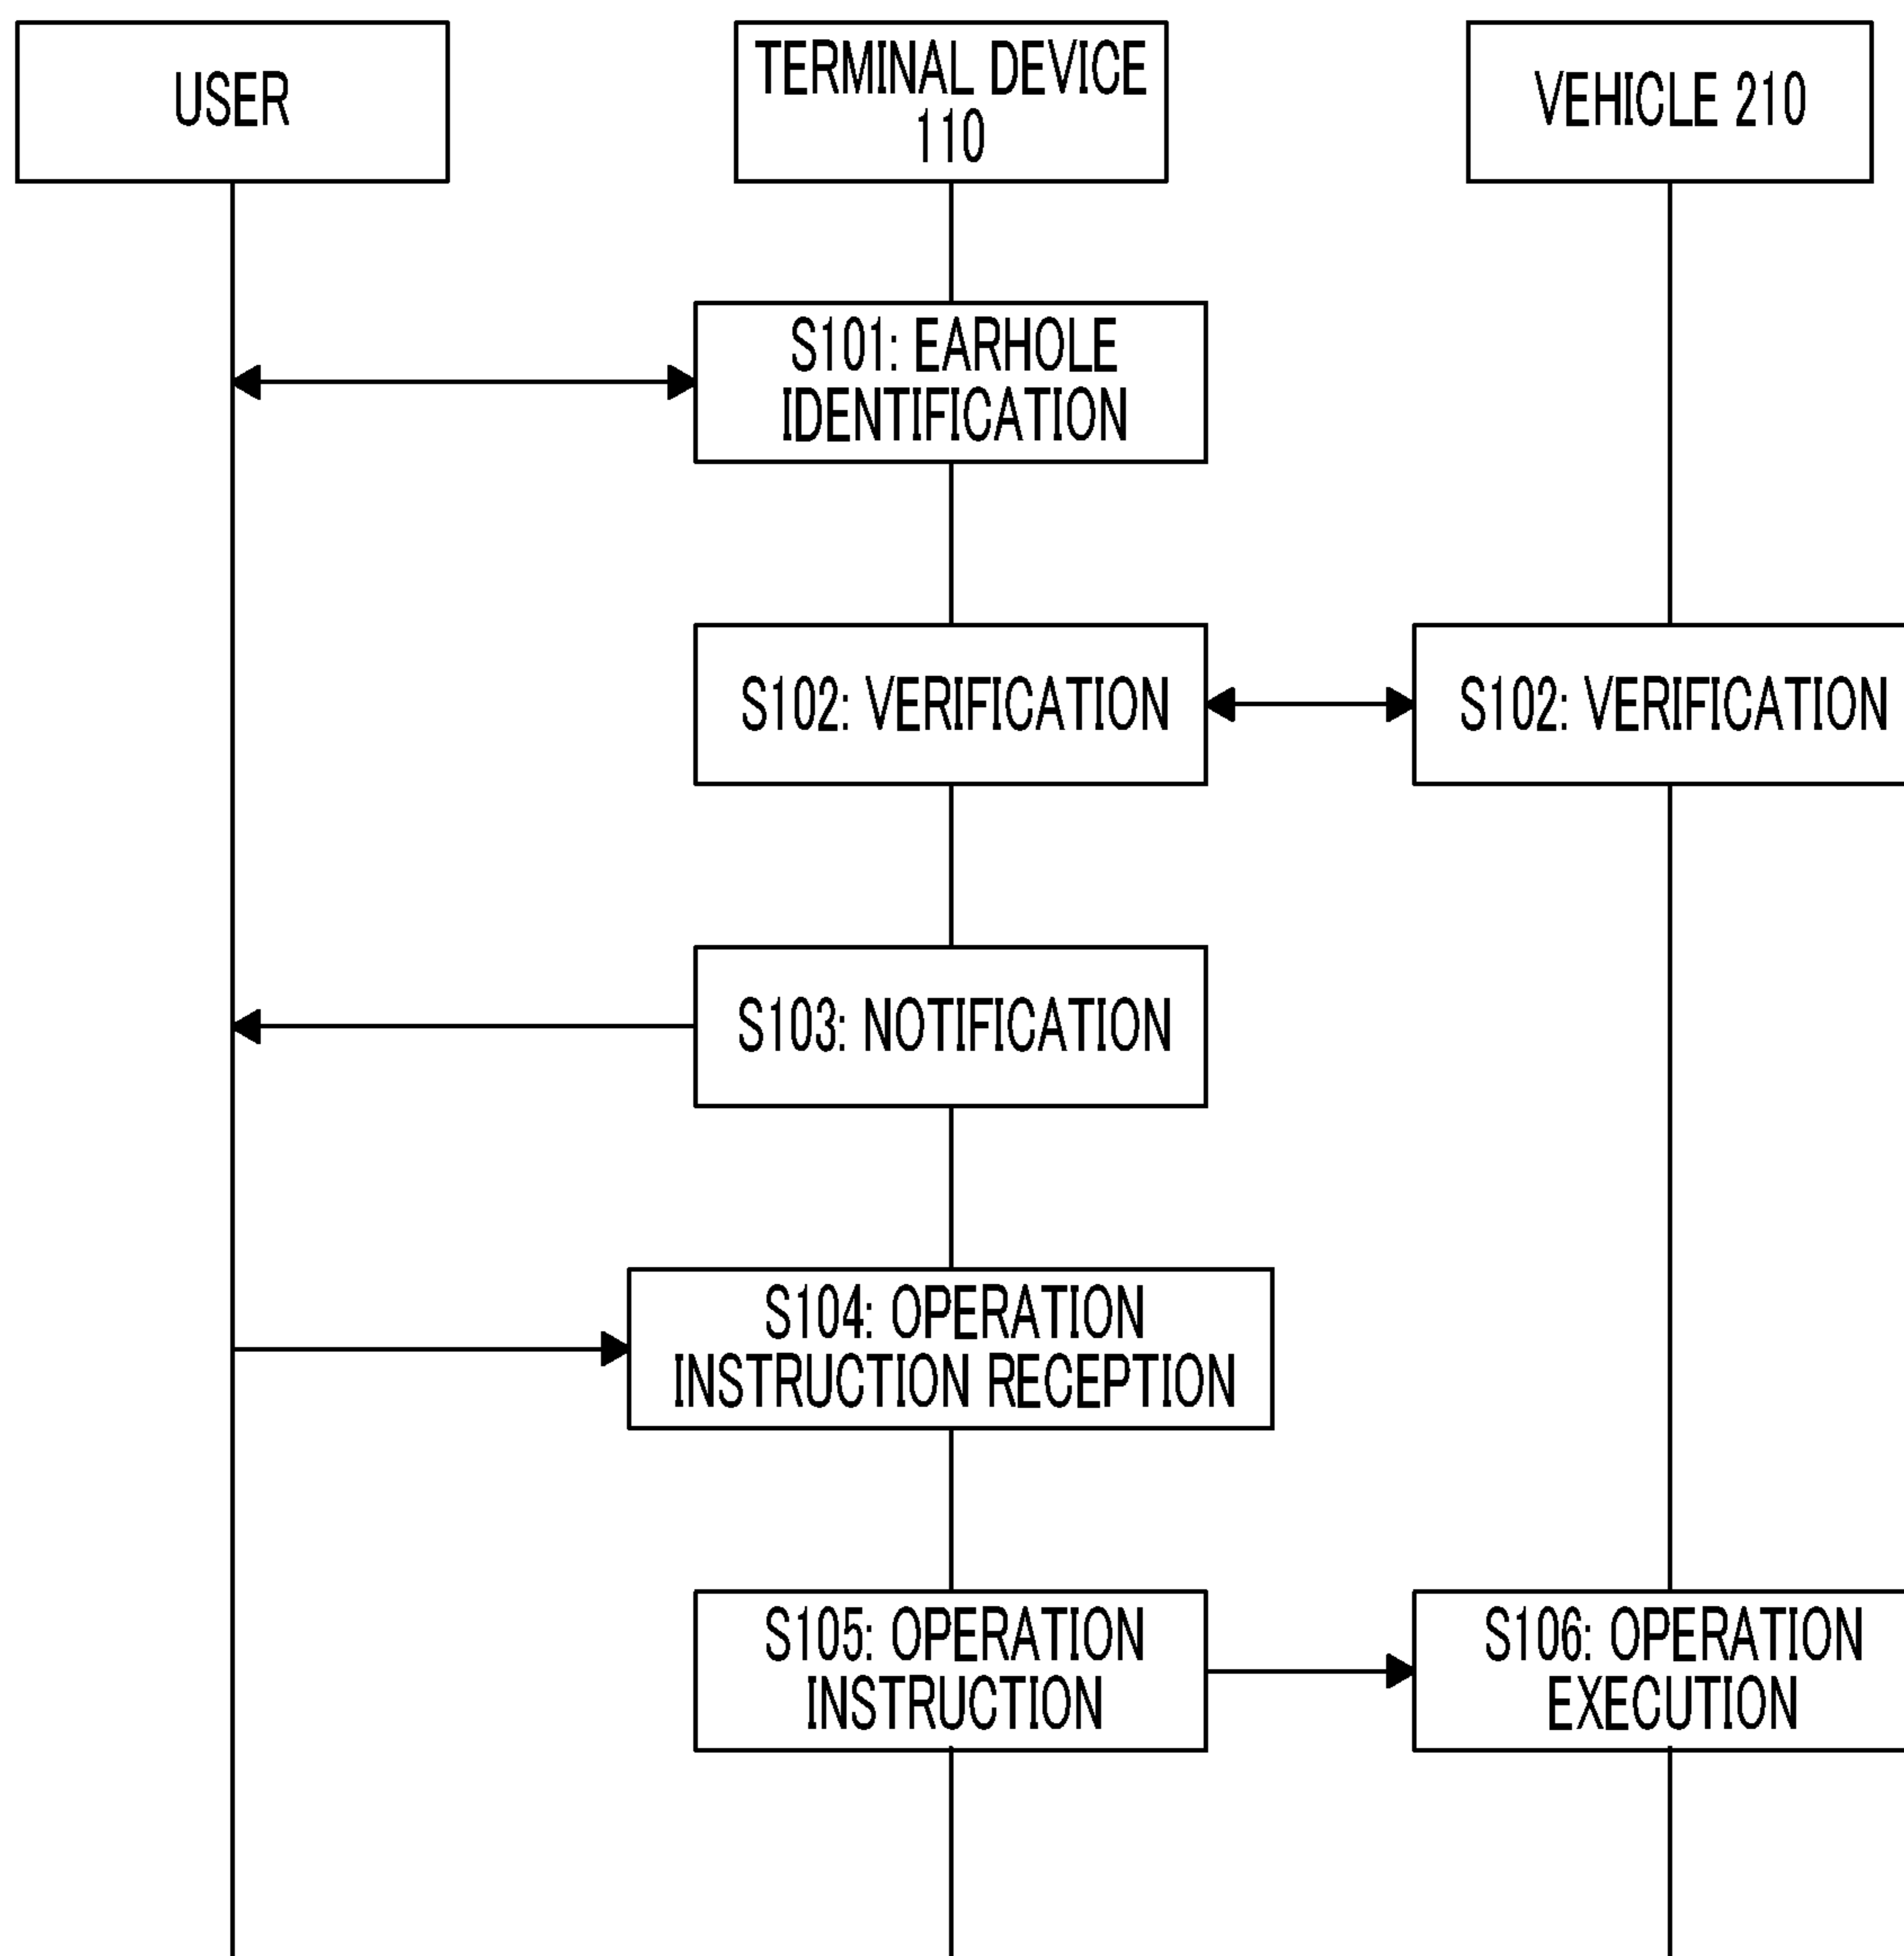 USER
TERMINAL DEVICE
110
VEHICLE 210
S101: EARHOLE
IDENTIFICATION
S102: VERIFICATION
S102: VERIFICATION
S103: NOTIFICATION
S104: OPERATION
INSTRUCTION RECEPTION
S105: OPERATION
INSTRUCTION
S106: OPERATION
EXECUTION